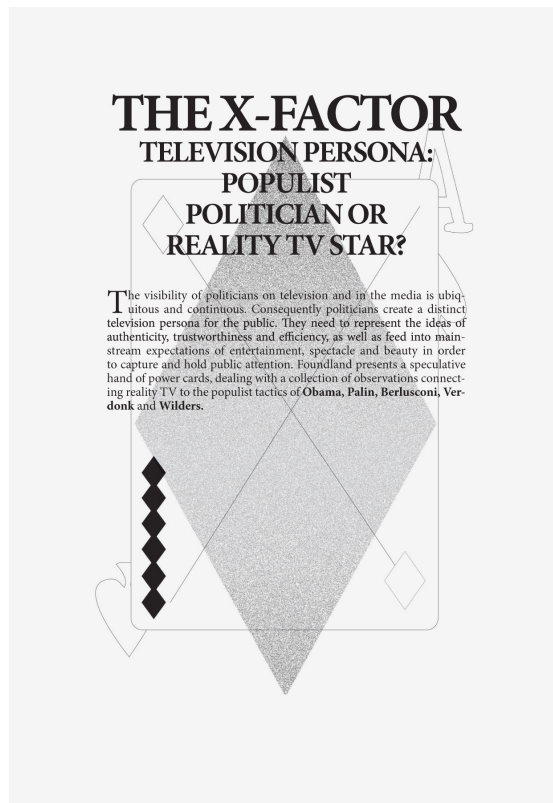 THE X-FACTOR
TELEVISION PERSONA:
POPULIST
POLITICIAN OR
REALITY TV STAR?
The visibility of politicians on television and in the media is ubiq-
uitous and continuous. Consequently politicians create a distinct
television persona for the public. They need to represent the ideas of
authenticity, trustworthiness and efficiency, as well as feed into main-
stream expectations of entertainment, spectacle and beauty in order
to capture and hold public attention. Foundland presents a speculative
hand of power cards, dealing with a collection of observations connect-
ing reality TV to the populist tactics of Obama, Palin, Berlusconi, Ver-
donk and Wilders.
A